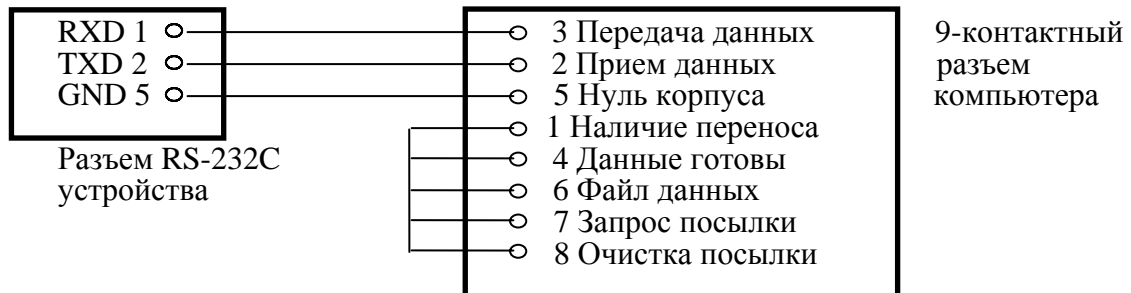 RXD 1
TXD 2
GND 5
Разъем RS-232C
устройства
3 Передача данных
2 Прием данных
5 Нуль корпуса
1 Наличие переноса
4 Данные готовы
6 Файл данных
7 Запрос посылки
8 Очистка посылки
9-контактный
разъем
компьютера